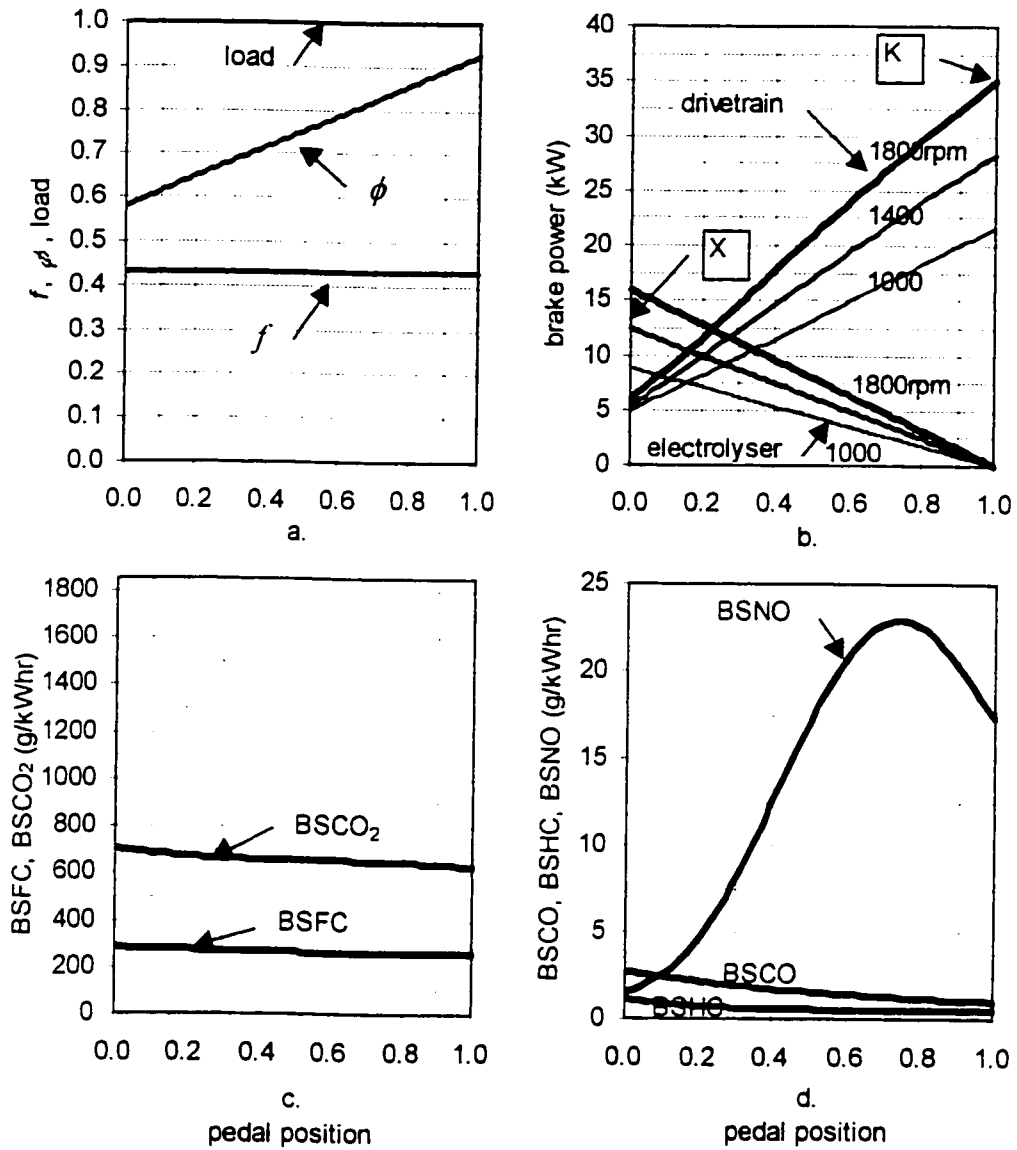 f, φ, load
1.0
0.9
0.8
0.7
0.6
0.5
0.4
0.3
0.2
0.1
0.0
load
φ
f
0.0 0.2 0.4 0.6 0.8 1.0
a.
brake power (kW)
40
35
30
25
20
15
10
5
0
K
drivetrain
1800rpm
1400
1000
X
1800rpm
electrolyser
1000
0.0 0.2 0.4 0.6 0.8 1.0
b.
BSFC, BSCO2 (g/kWhr)
1800
1600
1400
1200
1000
800
600
400
200
0
BSCO2
BSFC
0.0 0.2 0.4 0.6 0.8 1.0
c.
pedal position
BSCO, BSHC, BSNO (g/kWhr)
25
20
15
10
5
0
BSNO
BSCO
BSHC
0.0 0.2 0.4 0.6 0.8 1.0
d.
pedal position